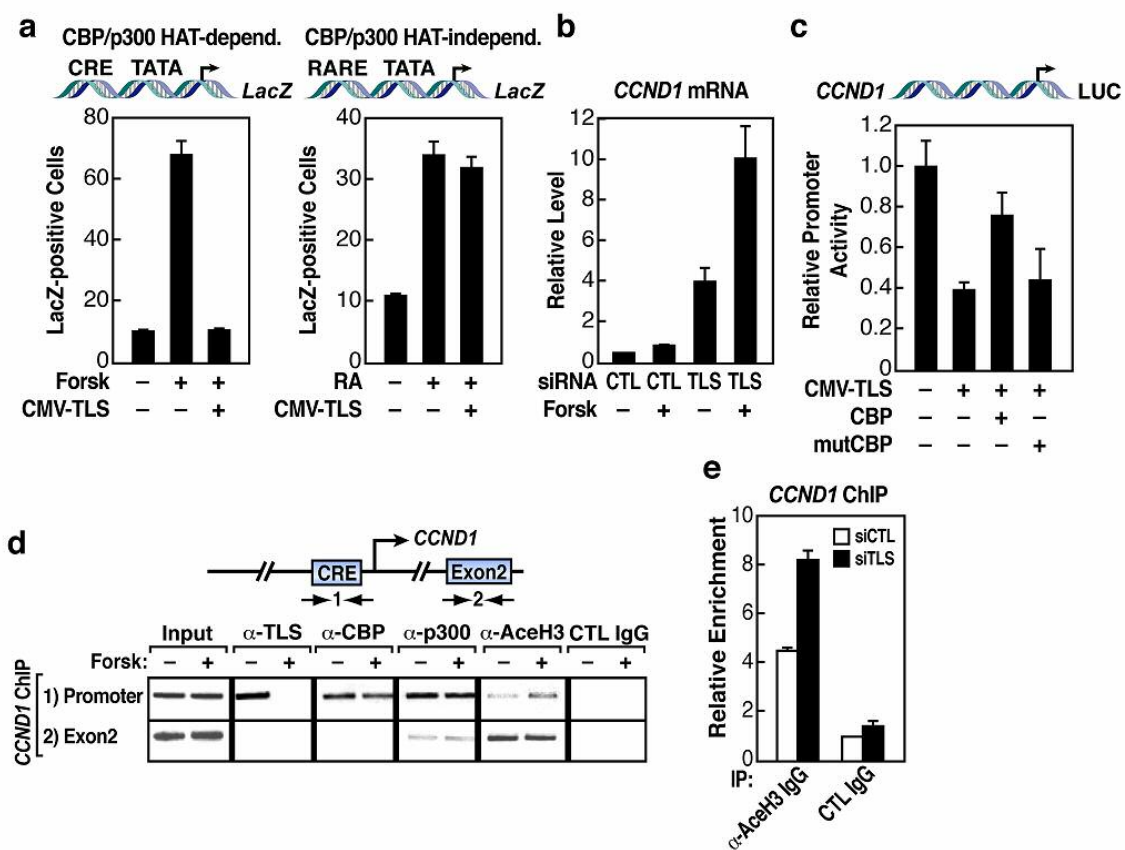 a
CBP/p300 HAT-depend.
CRE TATA
LacZ
LacZ-positive Cells
80
60
40
20
0
Forsk – + +
CMV-TLS – – +
CBP/p300 HAT-independ.
RARE TATA
LacZ
LacZ-positive Cells
40
30
20
10
0
RA – + +
CMV-TLS – – +
b
CCND1 mRNA
Relative Level
12
10
8
6
4
2
0
siRNA CTL CTL TLS TLS
Forsk – + – +
c
CCND1 LUC
Relative Promoter
Activity
1.2
1.0
0.8
0.6
0.4
0.2
0
CMV-TLS – + + +
CBP – – + –
mutCBP – – – +
d
CCND1
CRE Exon2
1 2
Input α-TLS α-CBP α-p300 α-AceH3 CTL IgG
Forsk: – + – + – + – + – + – +
CCND1 ChIP
1) Promoter
2) Exon2
e
CCND1 ChIP
Relative Enrichment
10
8
6
4
2
0
siCTL
siTLS
IP:
α-AceH3 IgG
CTL IgG